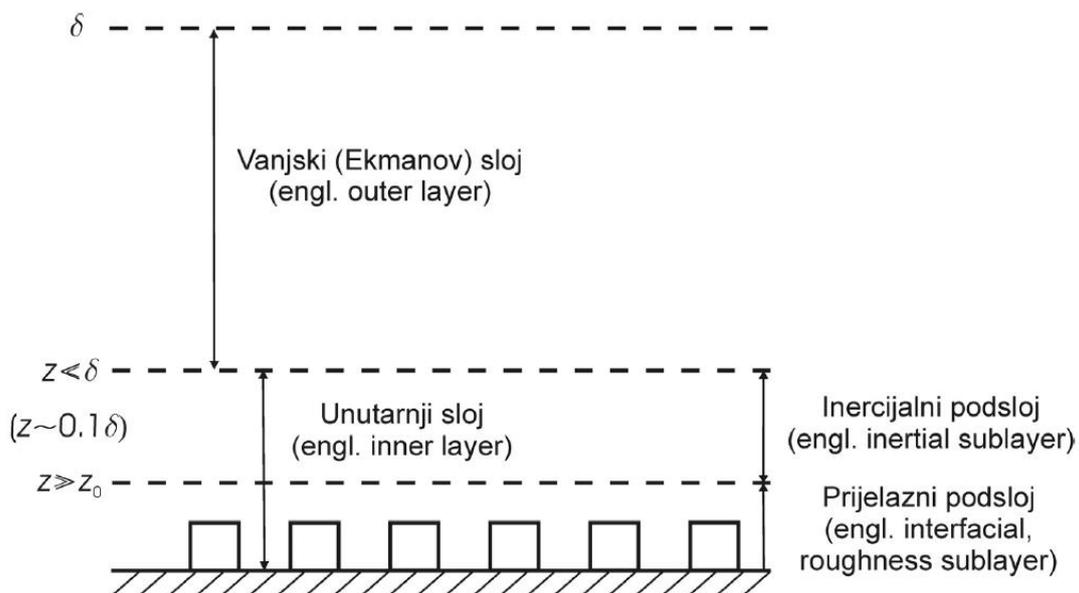 δ
Vanjski (Ekmanov) sloj
(engl. outer layer)
z≪δ
(z~0.1δ)
z≫z₀
Unutarnji sloj
(engl. inner layer)
Inercijalni podsloj
(engl. inertial sublayer)
Prijelazni podsloj
(engl. interfacial,
roughness sublayer)